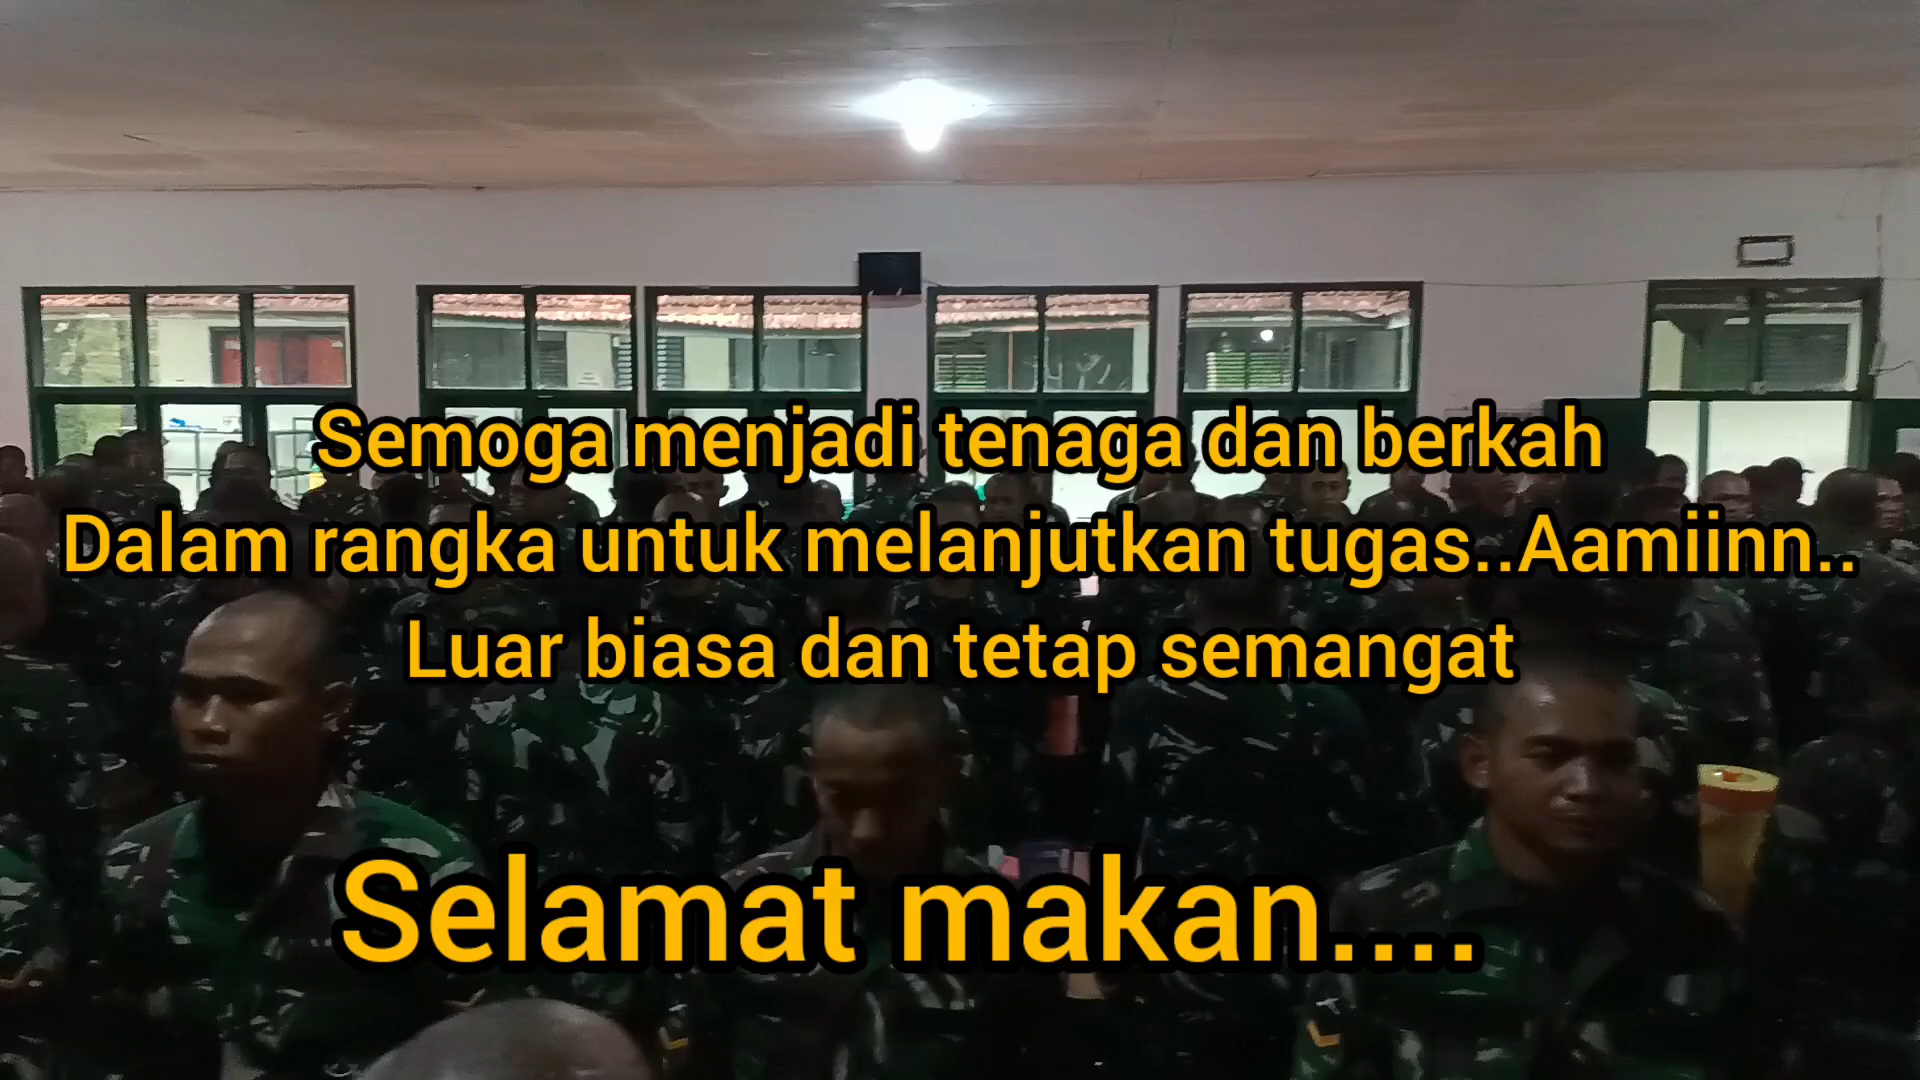 Semoga menjadi tenaga dan berkah
Dalam rangka untuk melanjutkan tugas..Aamiinn..
Luar biasa dan tetap semangat
Selamat makan....